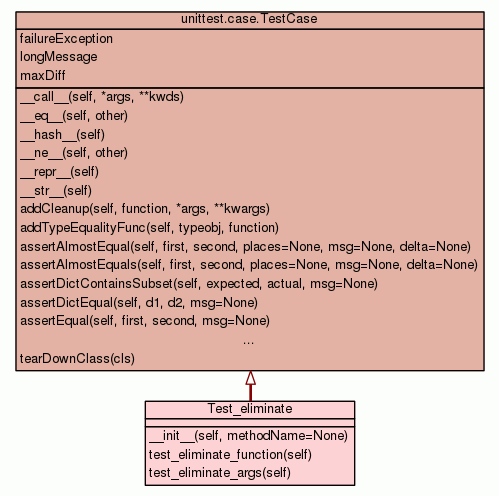 unittest.case.TestCase
failureException
longMessage
maxDiff
__call__(self, *args, **kwds)
__eq__(self, other)
__hash__(self)
__ne__(self, other)
__repr__(self)
__str__(self)
addCleanup(self, function, *args, **kwargs)
addTypeEqualityFunc(self, typeobj, function)
assertAlmostEqual(self, first, second, places=None, msg=None, delta=None)
assertAlmostEquals(self, first, second, places=None, msg=None, delta=None)
assertDictContainsSubset(self, expected, actual, msg=None)
assertDictEqual(self, d1, d2, msg=None)
assertEqual(self, first, second, msg=None)
...
tearDownClass(cls)
Test_eliminate
__init__(self, methodName=None)
test_eliminate_function(self)
test_eliminate_args(self)